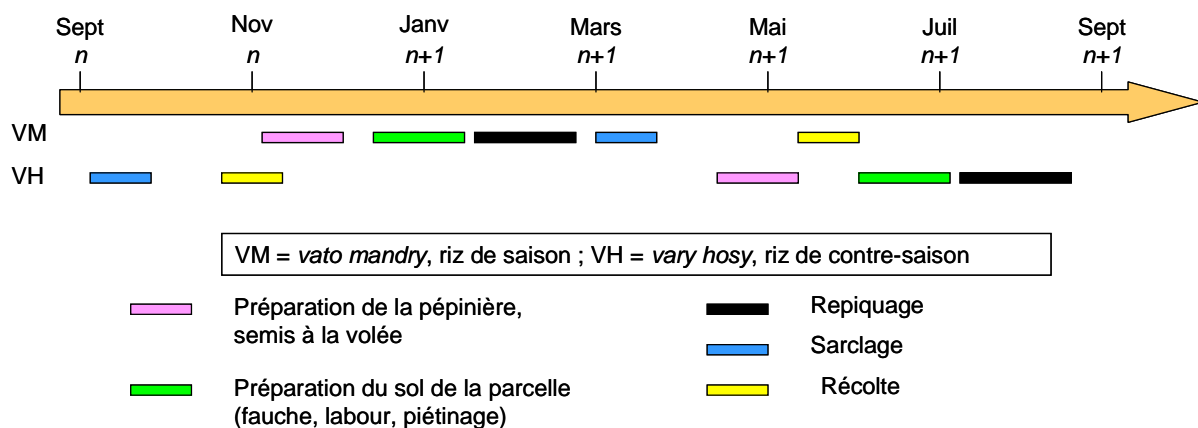 Sept Nov Janv Mars Mai Juil Sept
n n n+1 n+1 n+1 n+1 n+1
VM
VH
VM = vato mandry, riz de saison ; VH = vary hosy, riz de contre-saison
Préparation de la pépinière,
semis à la volée
Préparation du sol de la parcelle
(fauche, labour, piétinage)
Repiquage
Sarclage
Récolte